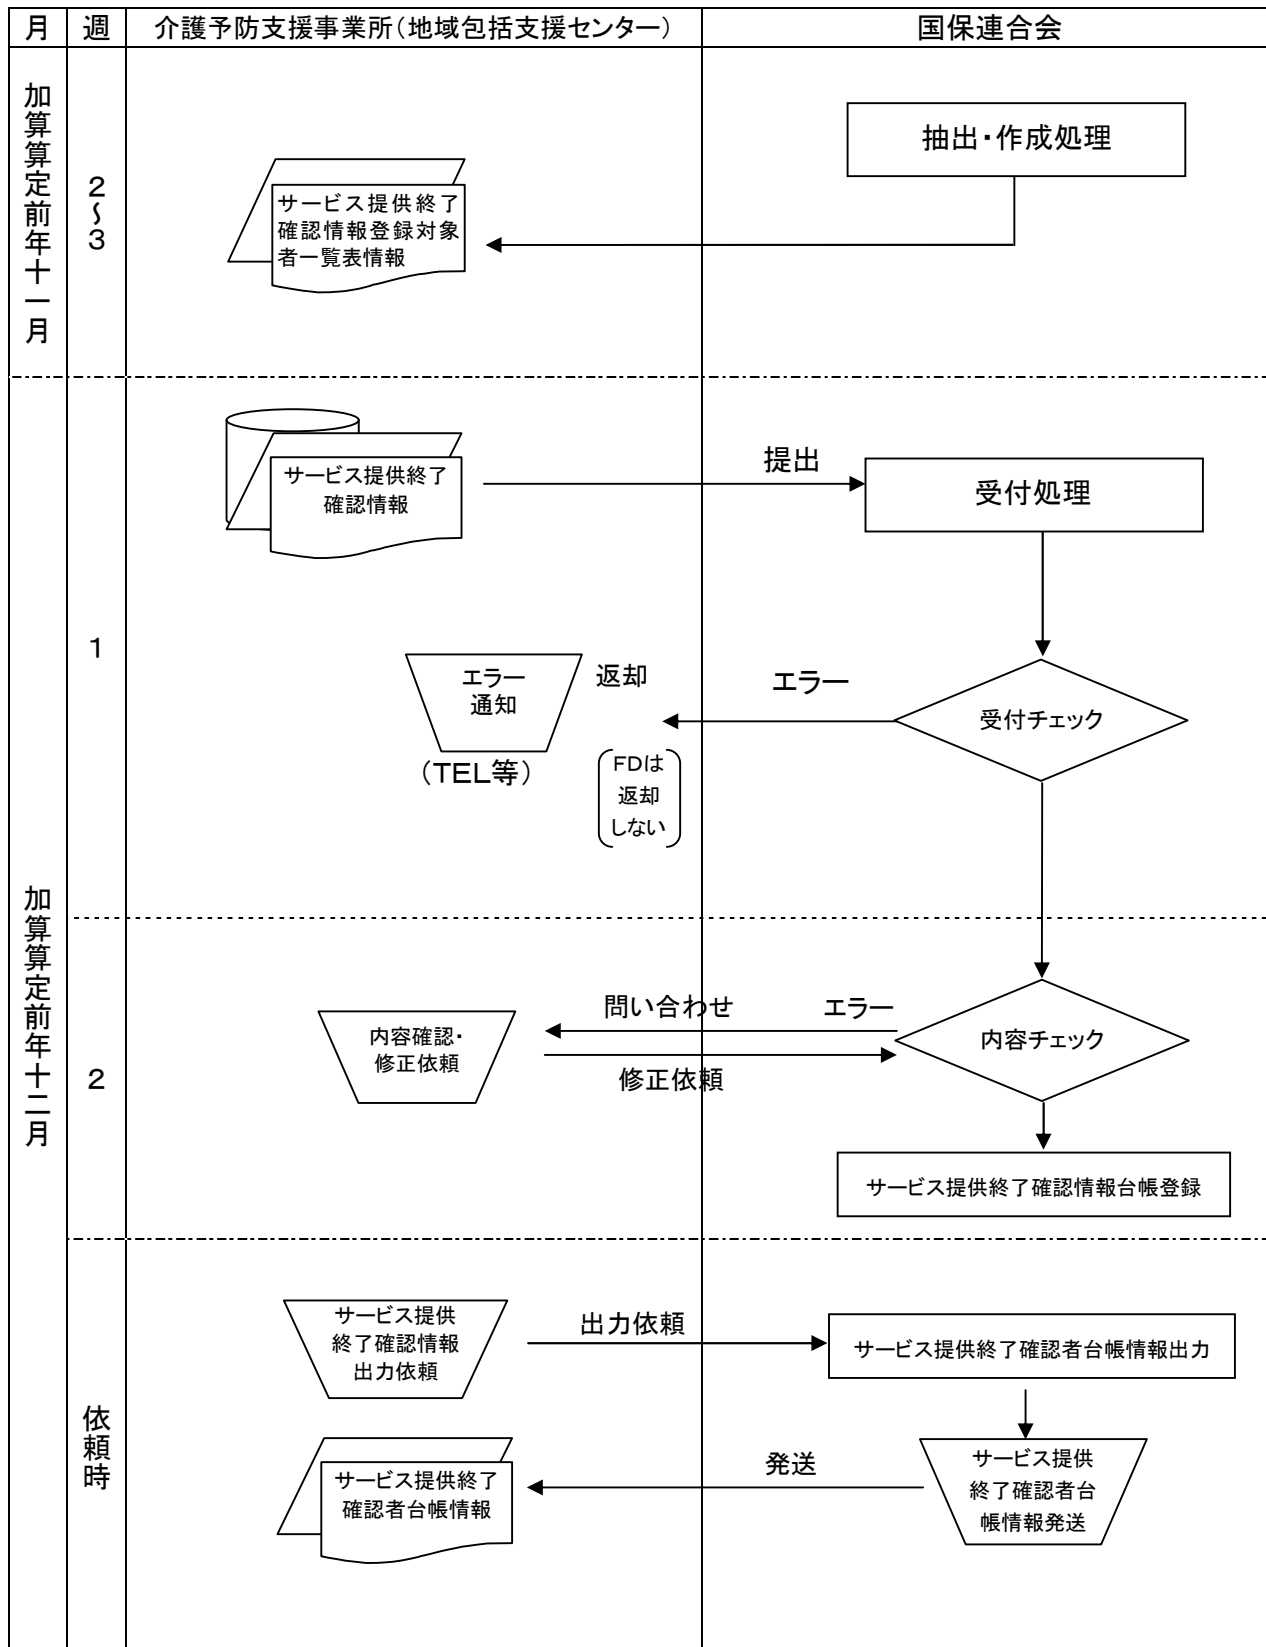 月
週
介護予防支援事業所（地域包括支援センター）
国保連合会
加算算定前年十一月
２～３
抽出・作成処理
サービス提供終了
確認情報登録対象
者一覧表情報
加算算定前年十二月
１
サービス提供終了
確認情報
提出
受付処理
エラー
通知
（TEL等）
返却
FDは
返却
しない
エラー
受付チェック
２
内容確認・
修正依頼
問い合わせ
修正依頼
エラー
内容チェック
サービス提供終了確認情報台帳登録
依頼時
サービス提供
終了確認情報
出力依頼
出力依頼
サービス提供終了確認者台帳情報出力
サービス提供終了
確認者台帳情報
発送
サービス提供
終了確認者台
帳情報発送